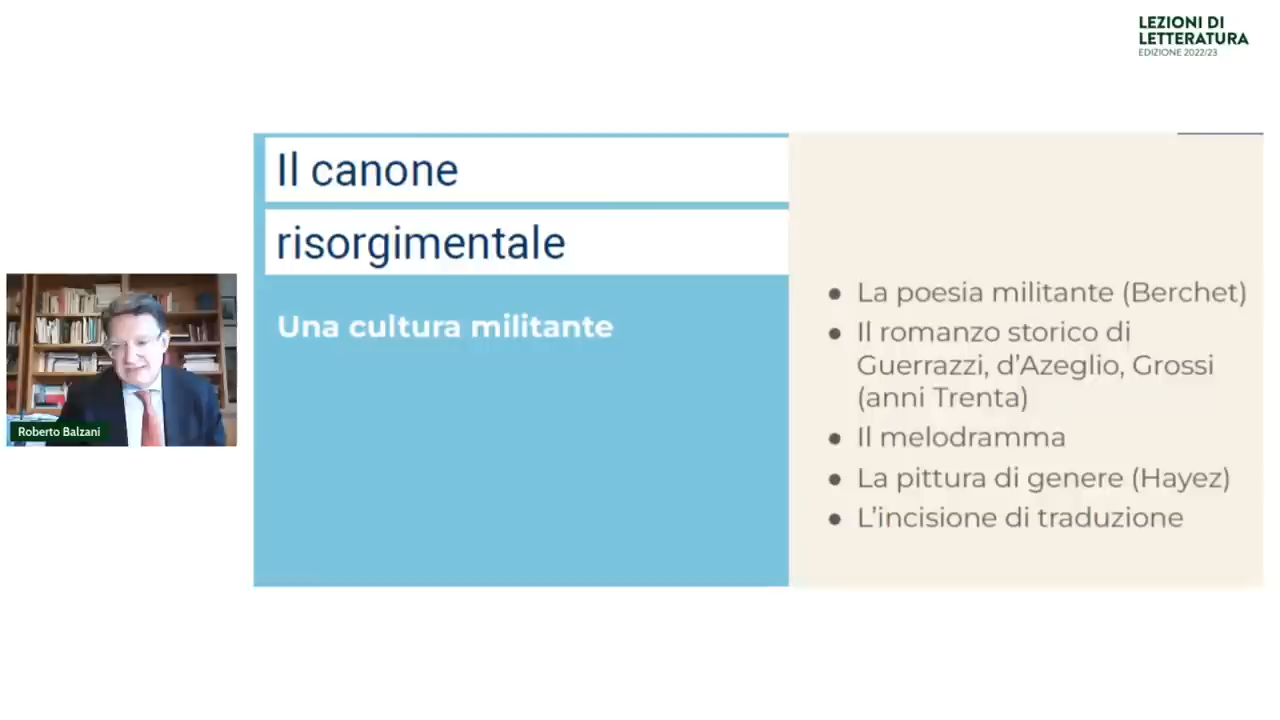 LEZIONI DI
LETTERATURA
EDIZIONE 2022/23
Il canone
risorgimentale
Una cultura militante
● La poesia militante (Berchet)
● Il romanzo storico di
Guerrazzi, d’Azeglio, Grossi
(anni Trenta)
● Il melodramma
● La pittura di genere (Hayez)
● L’incisione di traduzione
Roberto Balzani